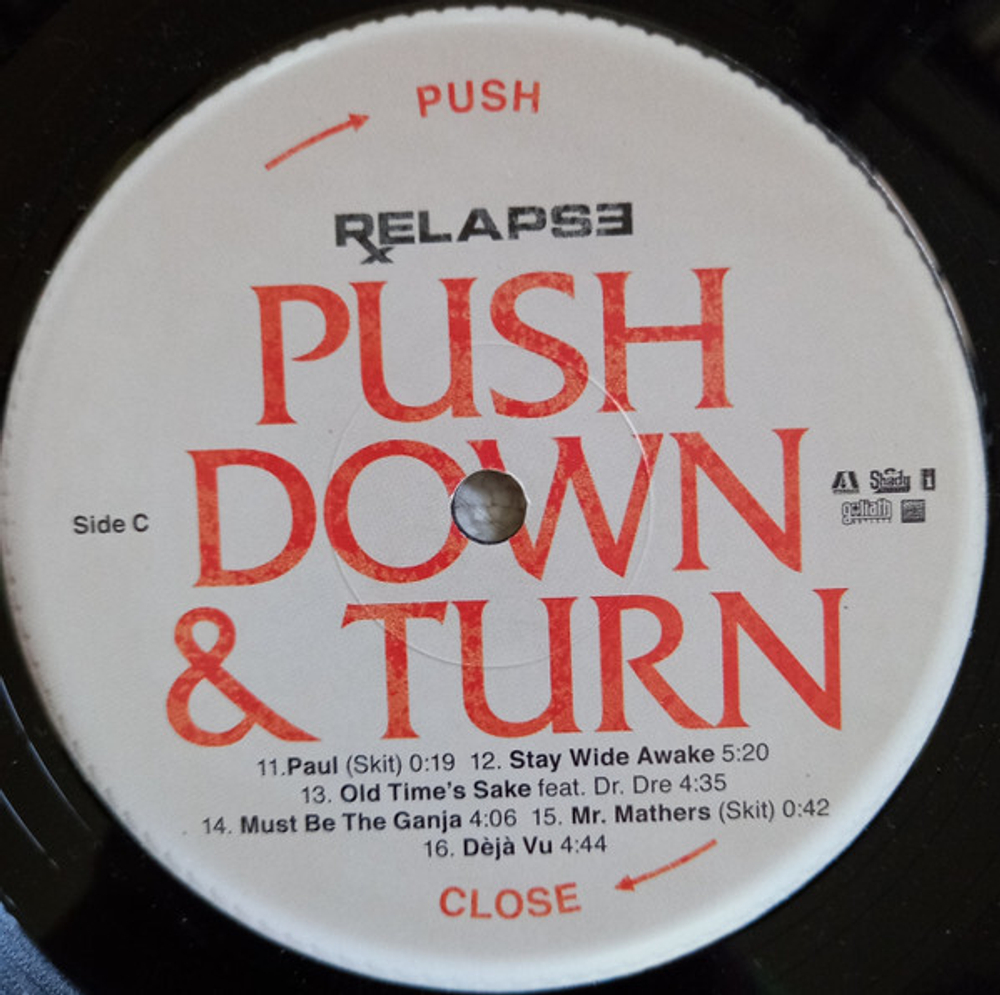 PUSH
RELAPSE
PUSH
DOWN
& TURN
Side C
Shady
goliath
11.Paul (Skit) 0:19 12. Stay Wide Awake 5:20
13. Old Time's Sake feat. Dr. Dre 4:35
14. Must Be The Ganja 4:06 15. Mr. Mathers (Skit) 0:42
16. Dèjà Vu 4:44
CLOSE